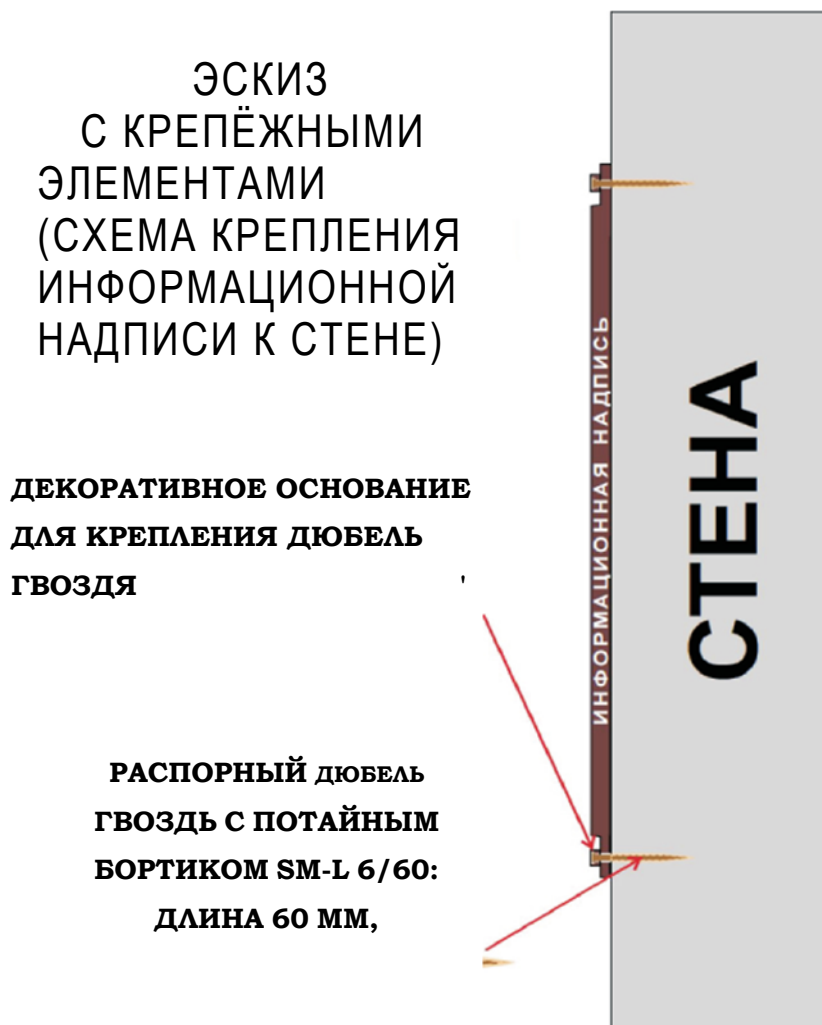 ЭСКИЗ
С КРЕПЁЖНЫМИ
ЭЛЕМЕНТАМИ
(СХЕМА КРЕПЛЕНИЯ
ИНФОРМАЦИОННОЙ
НАДПИСИ К СТЕНЕ)
ДЕКОРАТИВНОЕ ОСНОВАНИЕ
ДЛЯ КРЕПЛЕНИЯ ДЮБЕЛЬ
ГВОЗДЯ '
РАСПОРНЫЙ ДЮБЕЛЬ
ГВОЗДЬ С ПОТАЙНЫМ
БОРТИКОМ SM-L 6/60:
ДЛИНА 60 ММ,
ИНФОРМАЦИОННАЯ НАДПИСЬ
СТЕНА